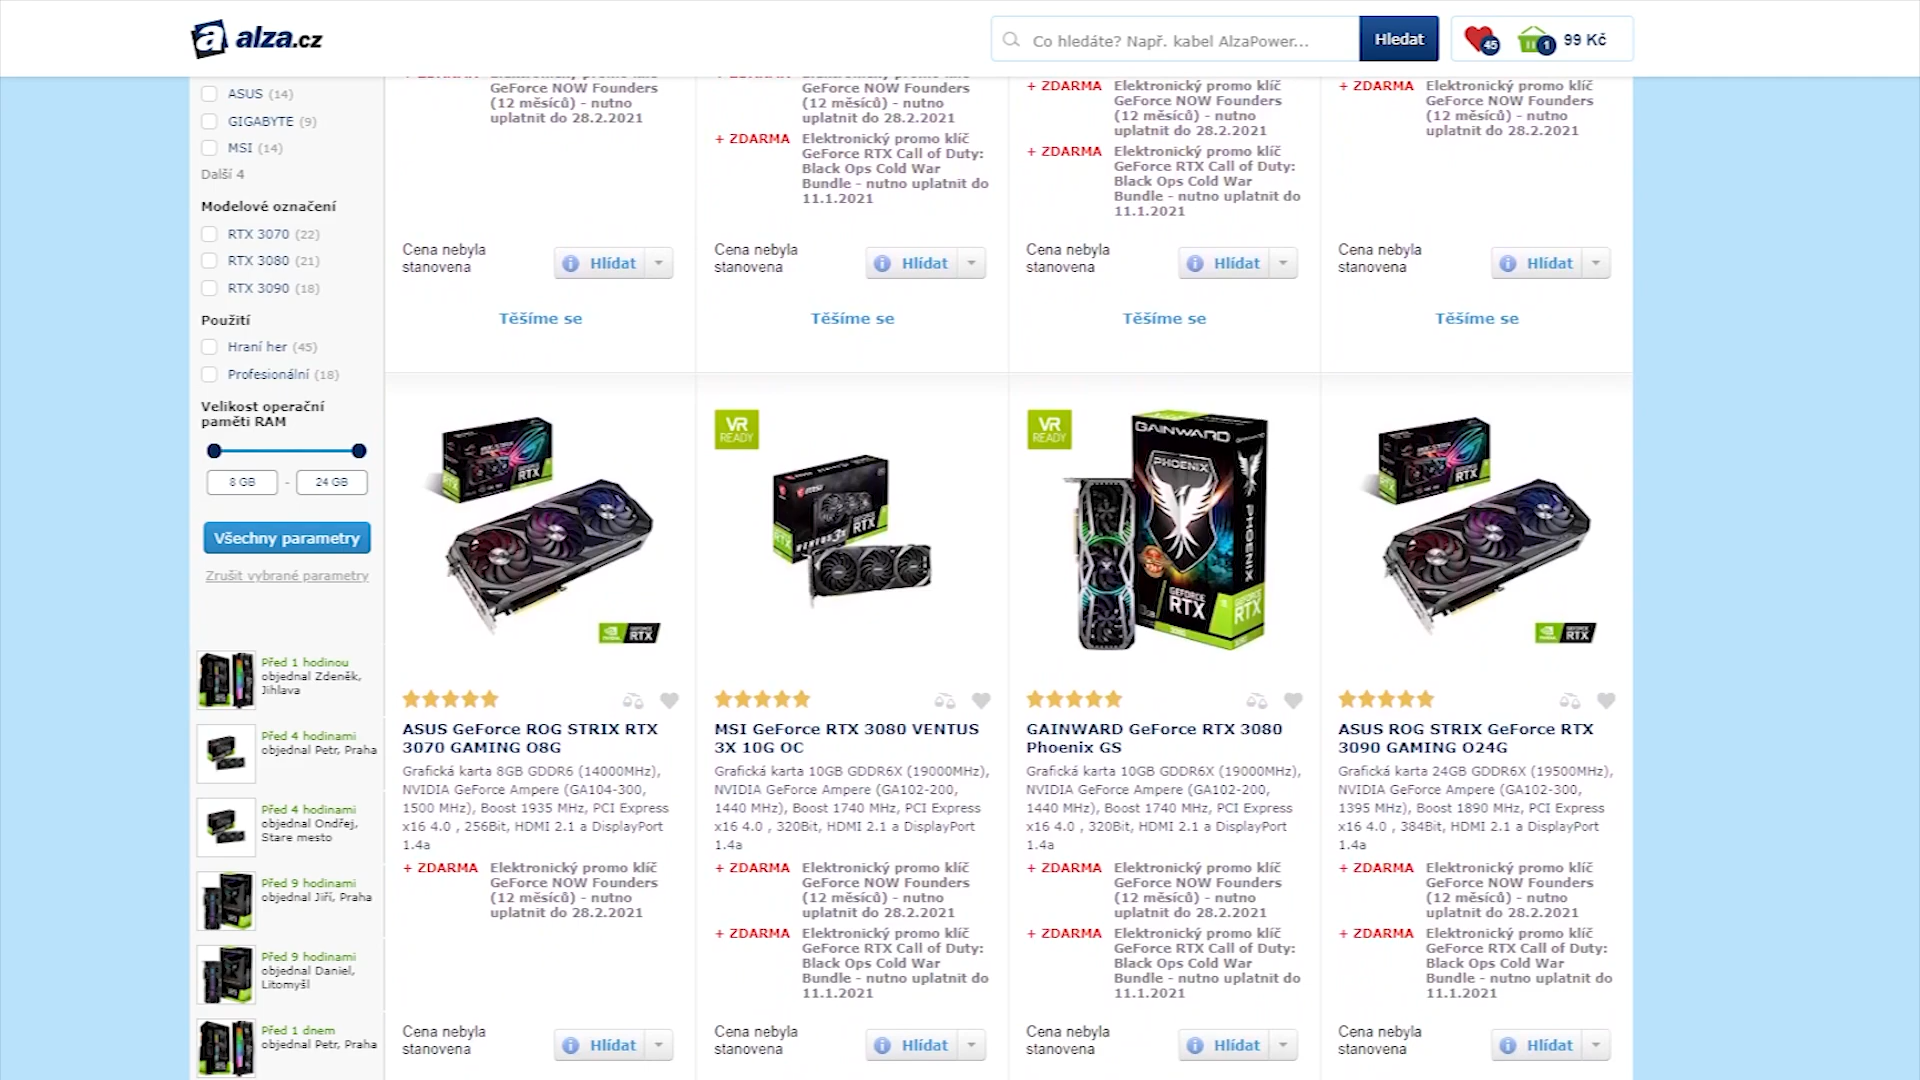 alza.cz
Co hledáte? Např. kabel AlzaPower...
Hledat
45
1
99 Kč
ASUS (14)
GIGABYTE (9)
MSI (14)
Další 4
Modelové označení
RTX 3070 (22)
RTX 3080 (21)
RTX 3090 (18)
Použití
Hraní her (45)
Profesionální (18)
Velikost operační
paměti RAM
8 GB - 24 GB
Všechny parametry
Zrušit vybrané parametry
Před 1 hodinou
objednal Zdeněk,
Jihlava
Před 4 hodinami
objednal Petr, Praha
Před 4 hodinami
objednal Ondřej,
Stare mesto
Před 9 hodinami
objednal Jiří, Praha
Před 9 hodinami
objednal Daniel,
Litomyšl
Před 1 dnem
objednal Petr, Praha
+ ZDARMA Elektronický promo klíč
GeForce NOW Founders
(12 měsíců) - nutno
uplatnit do 28.2.2021
Cena nebyla
stanovena
Hlídat
Těšíme se
+ ZDARMA Elektronický promo klíč
GeForce NOW Founders
(12 měsíců) - nutno
uplatnit do 28.2.2021
+ ZDARMA Elektronický promo klíč
GeForce RTX Call of Duty:
Black Ops Cold War
Bundle - nutno uplatnit do
11.1.2021
Cena nebyla
stanovena
Hlídat
Těšíme se
+ ZDARMA Elektronický promo klíč
GeForce NOW Founders
(12 měsíců) - nutno
uplatnit do 28.2.2021
+ ZDARMA Elektronický promo klíč
GeForce RTX Call of Duty:
Black Ops Cold War
Bundle - nutno uplatnit do
11.1.2021
Cena nebyla
stanovena
Hlídat
Těšíme se
+ ZDARMA Elektronický promo klíč
GeForce NOW Founders
(12 měsíců) - nutno
uplatnit do 28.2.2021
Cena nebyla
stanovena
Hlídat
Těšíme se
RTX
ASUS GeForce ROG STRIX RTX
3070 GAMING O8G
Grafická karta 8GB GDDR6 (14000MHz),
NVIDIA GeForce Ampere (GA104-300,
1500 MHz), Boost 1935 MHz, PCI Express
x16 4.0 , 256Bit, HDMI 2.1 a DisplayPort
1.4a
+ ZDARMA Elektronický promo klíč
GeForce NOW Founders
(12 měsíců) - nutno
uplatnit do 28.2.2021
Cena nebyla
stanovena
Hlídat
VR
READY
msi
VENTUS 3X
RTX
MSI GeForce RTX 3080 VENTUS
3X 10G OC
Grafická karta 10GB GDDR6X (19000MHz),
NVIDIA GeForce Ampere (GA102-200,
1440 MHz), Boost 1740 MHz, PCI Express
x16 4.0 , 320Bit, HDMI 2.1 a DisplayPort
1.4a
+ ZDARMA Elektronický promo klíč
GeForce NOW Founders
(12 měsíců) - nutno
uplatnit do 28.2.2021
+ ZDARMA Elektronický promo klíč
GeForce RTX Call of Duty:
Black Ops Cold War
Bundle - nutno uplatnit do
11.1.2021
Cena nebyla
stanovena
Hlídat
VR
READY
GAINWARD
PHOENIX
PHOENIX
GEFORCE
RTX
RTX
GAINWARD GeForce RTX 3080
Phoenix GS
Grafická karta 10GB GDDR6X (19000MHz),
NVIDIA GeForce Ampere (GA102-200,
1440 MHz), Boost 1740 MHz, PCI Express
x16 4.0 , 320Bit, HDMI 2.1 a DisplayPort
1.4a
+ ZDARMA Elektronický promo klíč
GeForce NOW Founders
(12 měsíců) - nutno
uplatnit do 28.2.2021
+ ZDARMA Elektronický promo klíč
GeForce RTX Call of Duty:
Black Ops Cold War
Bundle - nutno uplatnit do
11.1.2021
Cena nebyla
stanovena
Hlídat
RTX
ASUS ROG STRIX GeForce RTX
3090 GAMING O24G
Grafická karta 24GB GDDR6X (19500MHz),
NVIDIA GeForce Ampere (GA102-300,
1395 MHz), Boost 1890 MHz, PCI Express
x16 4.0 , 384Bit, HDMI 2.1 a DisplayPort
1.4a
+ ZDARMA Elektronický promo klíč
GeForce NOW Founders
(12 měsíců) - nutno
uplatnit do 28.2.2021
+ ZDARMA Elektronický promo klíč
GeForce RTX Call of Duty:
Black Ops Cold War
Bundle - nutno uplatnit do
11.1.2021
Cena nebyla
stanovena
Hlídat